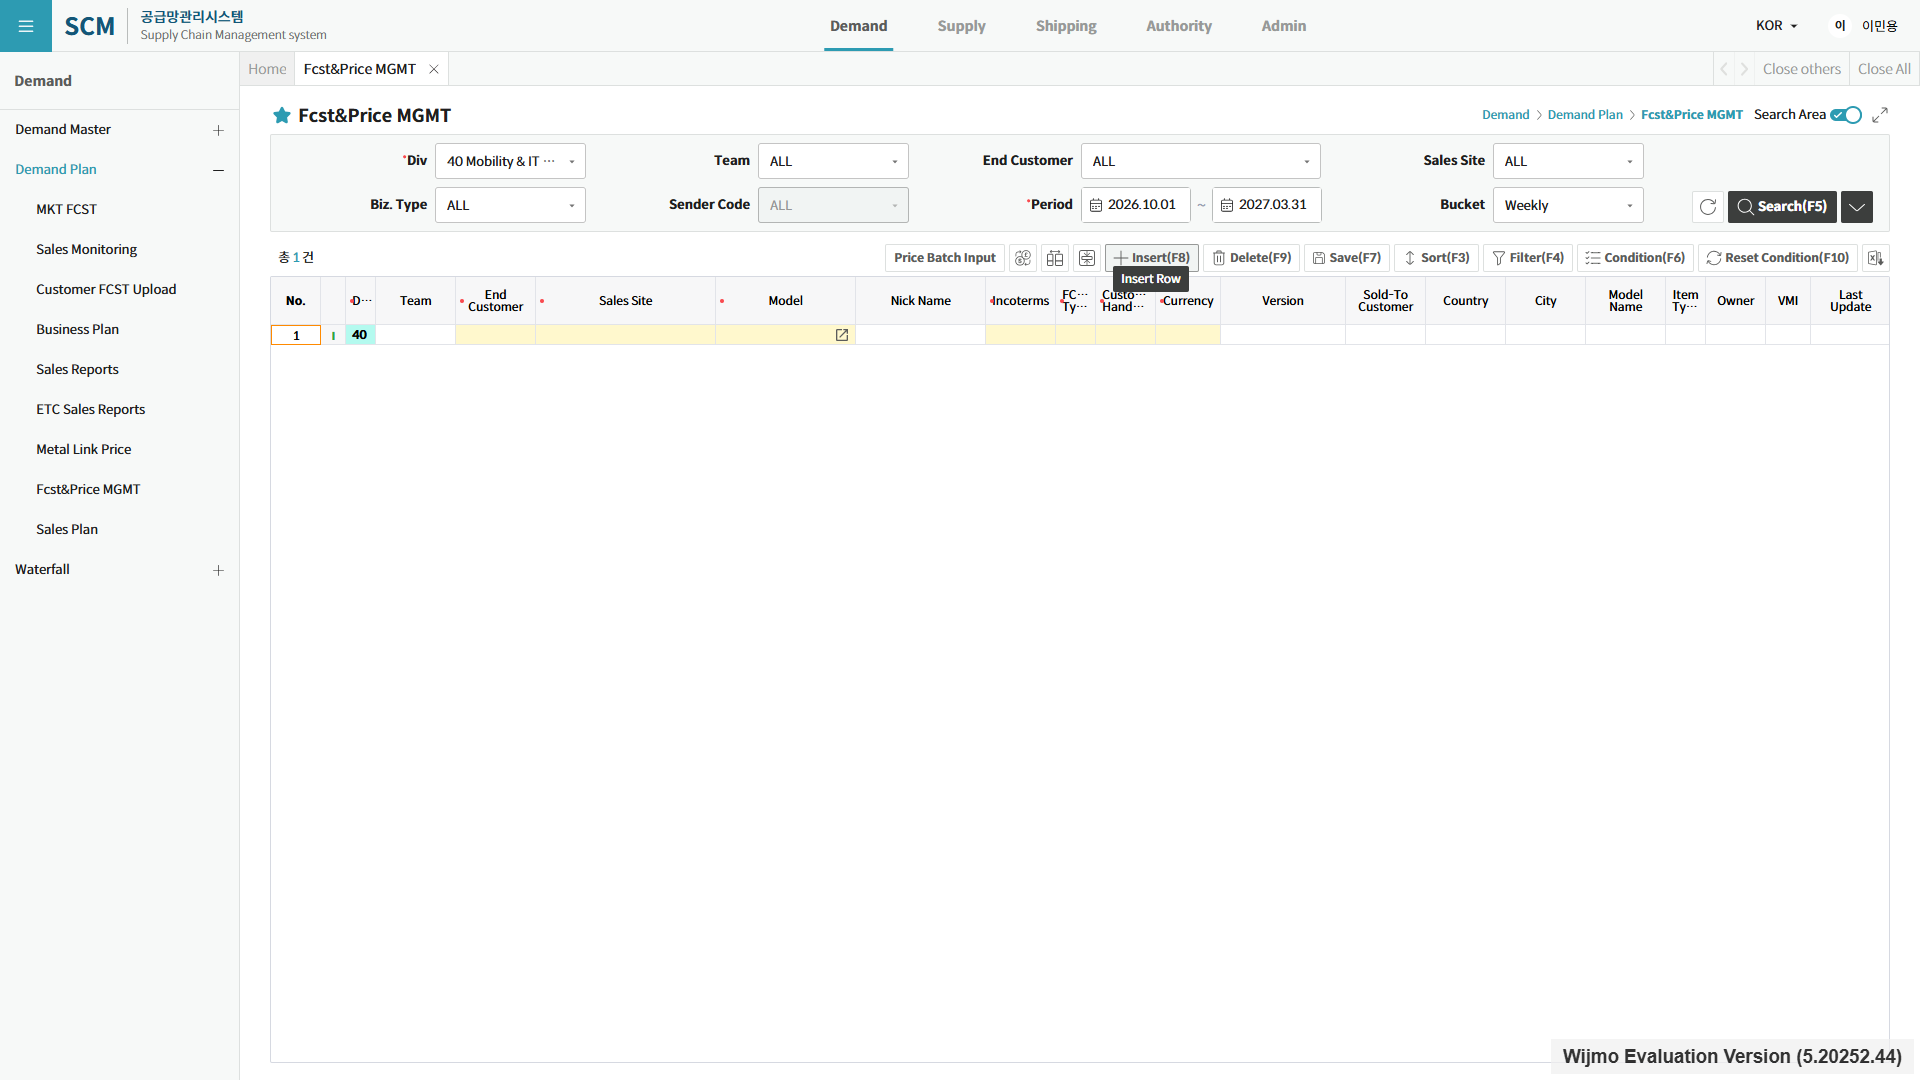 SCM
공급망관리시스템
Supply Chain Management system
Demand
Supply
Shipping
Authority
Admin
KOR
이
이민용
Demand
Home
Fcst&Price MGMT
Close others
Close All
Demand Master
Demand Plan
MKT FCST
Sales Monitoring
Customer FCST Upload
Business Plan
Sales Reports
ETC Sales Reports
Metal Link Price
Fcst&Price MGMT
Sales Plan
Waterfall
Fcst&Price MGMT
Demand > Demand Plan > Fcst&Price MGMT
Search Area
*Div
40 Mobility & IT ···
Team
ALL
End Customer
ALL
Sales Site
ALL
Biz. Type
ALL
Sender Code
ALL
*Period
2026.10.01
~
2027.03.31
Bucket
Weekly
Search(F5)
총 1 건
Price Batch Input
Insert(F8)
Delete(F9)
Save(F7)
Sort(F3)
Filter(F4)
Condition(F6)
Reset Condition(F10)
Insert Row
No.
D···
Team
End
Customer
Sales Site
Model
Nick Name
Incoterms
FC···
Ty···
Custo···
Hand···
Currency
Version
Sold-To
Customer
Country
City
Model
Name
Item
Ty···
Owner
VMI
Last
Update
1
I
40
Wijmo Evaluation Version (5.20252.44)